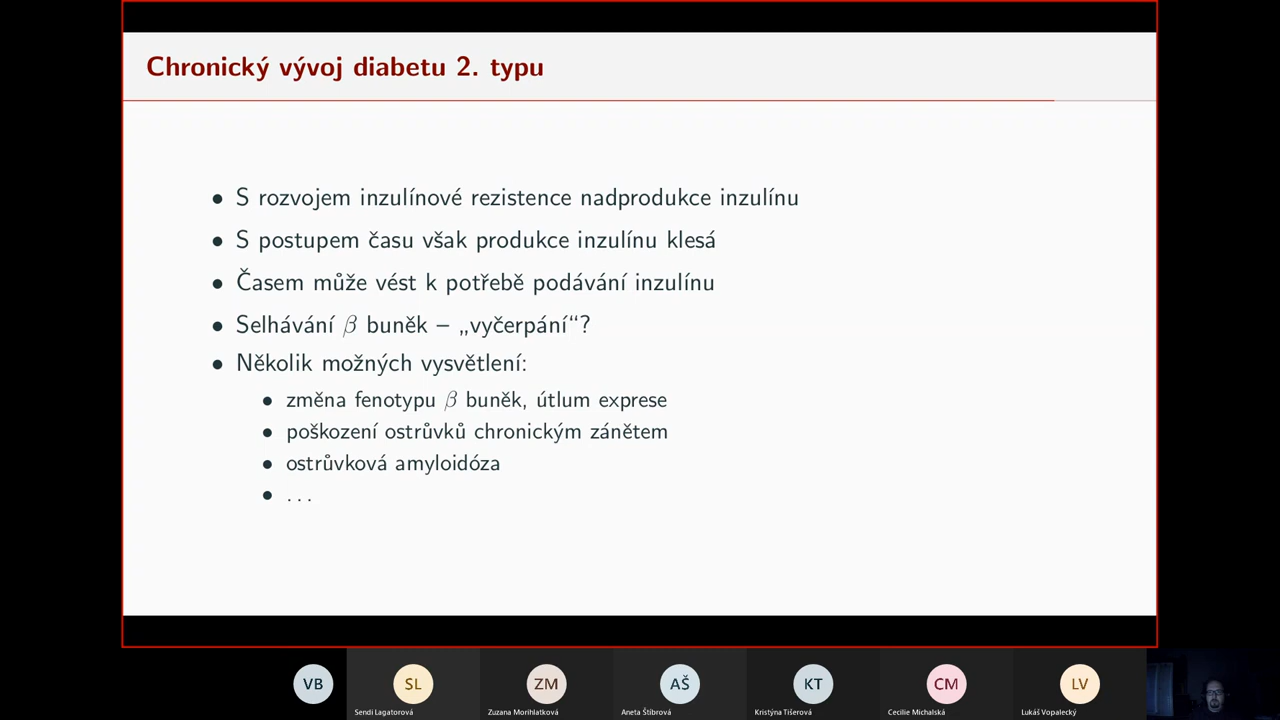 Chronický vývoj diabetu 2. typu
• S rozvojem inzulínové rezistence nadprodukce inzulínu
• S postupem času však produkce inzulínu klesá
• Časem může vést k potřebě podávání inzulínu
• Selhávání β buněk – „vyčerpání“?
• Několik možných vysvětlení:
• změna fenotypu β buněk, útlum exprese
• poškození ostrůvků chronickým zánětem
• ostrůvková amyloidóza
• . . .
VB
SL
ZM
AŠ
KT
CM
LV
Sendi Lagatorová
Zuzana Morihlatková
Aneta Štibrová
Kristýna Tišerová
Cecilie Michalská
Lukáš Vopalecký